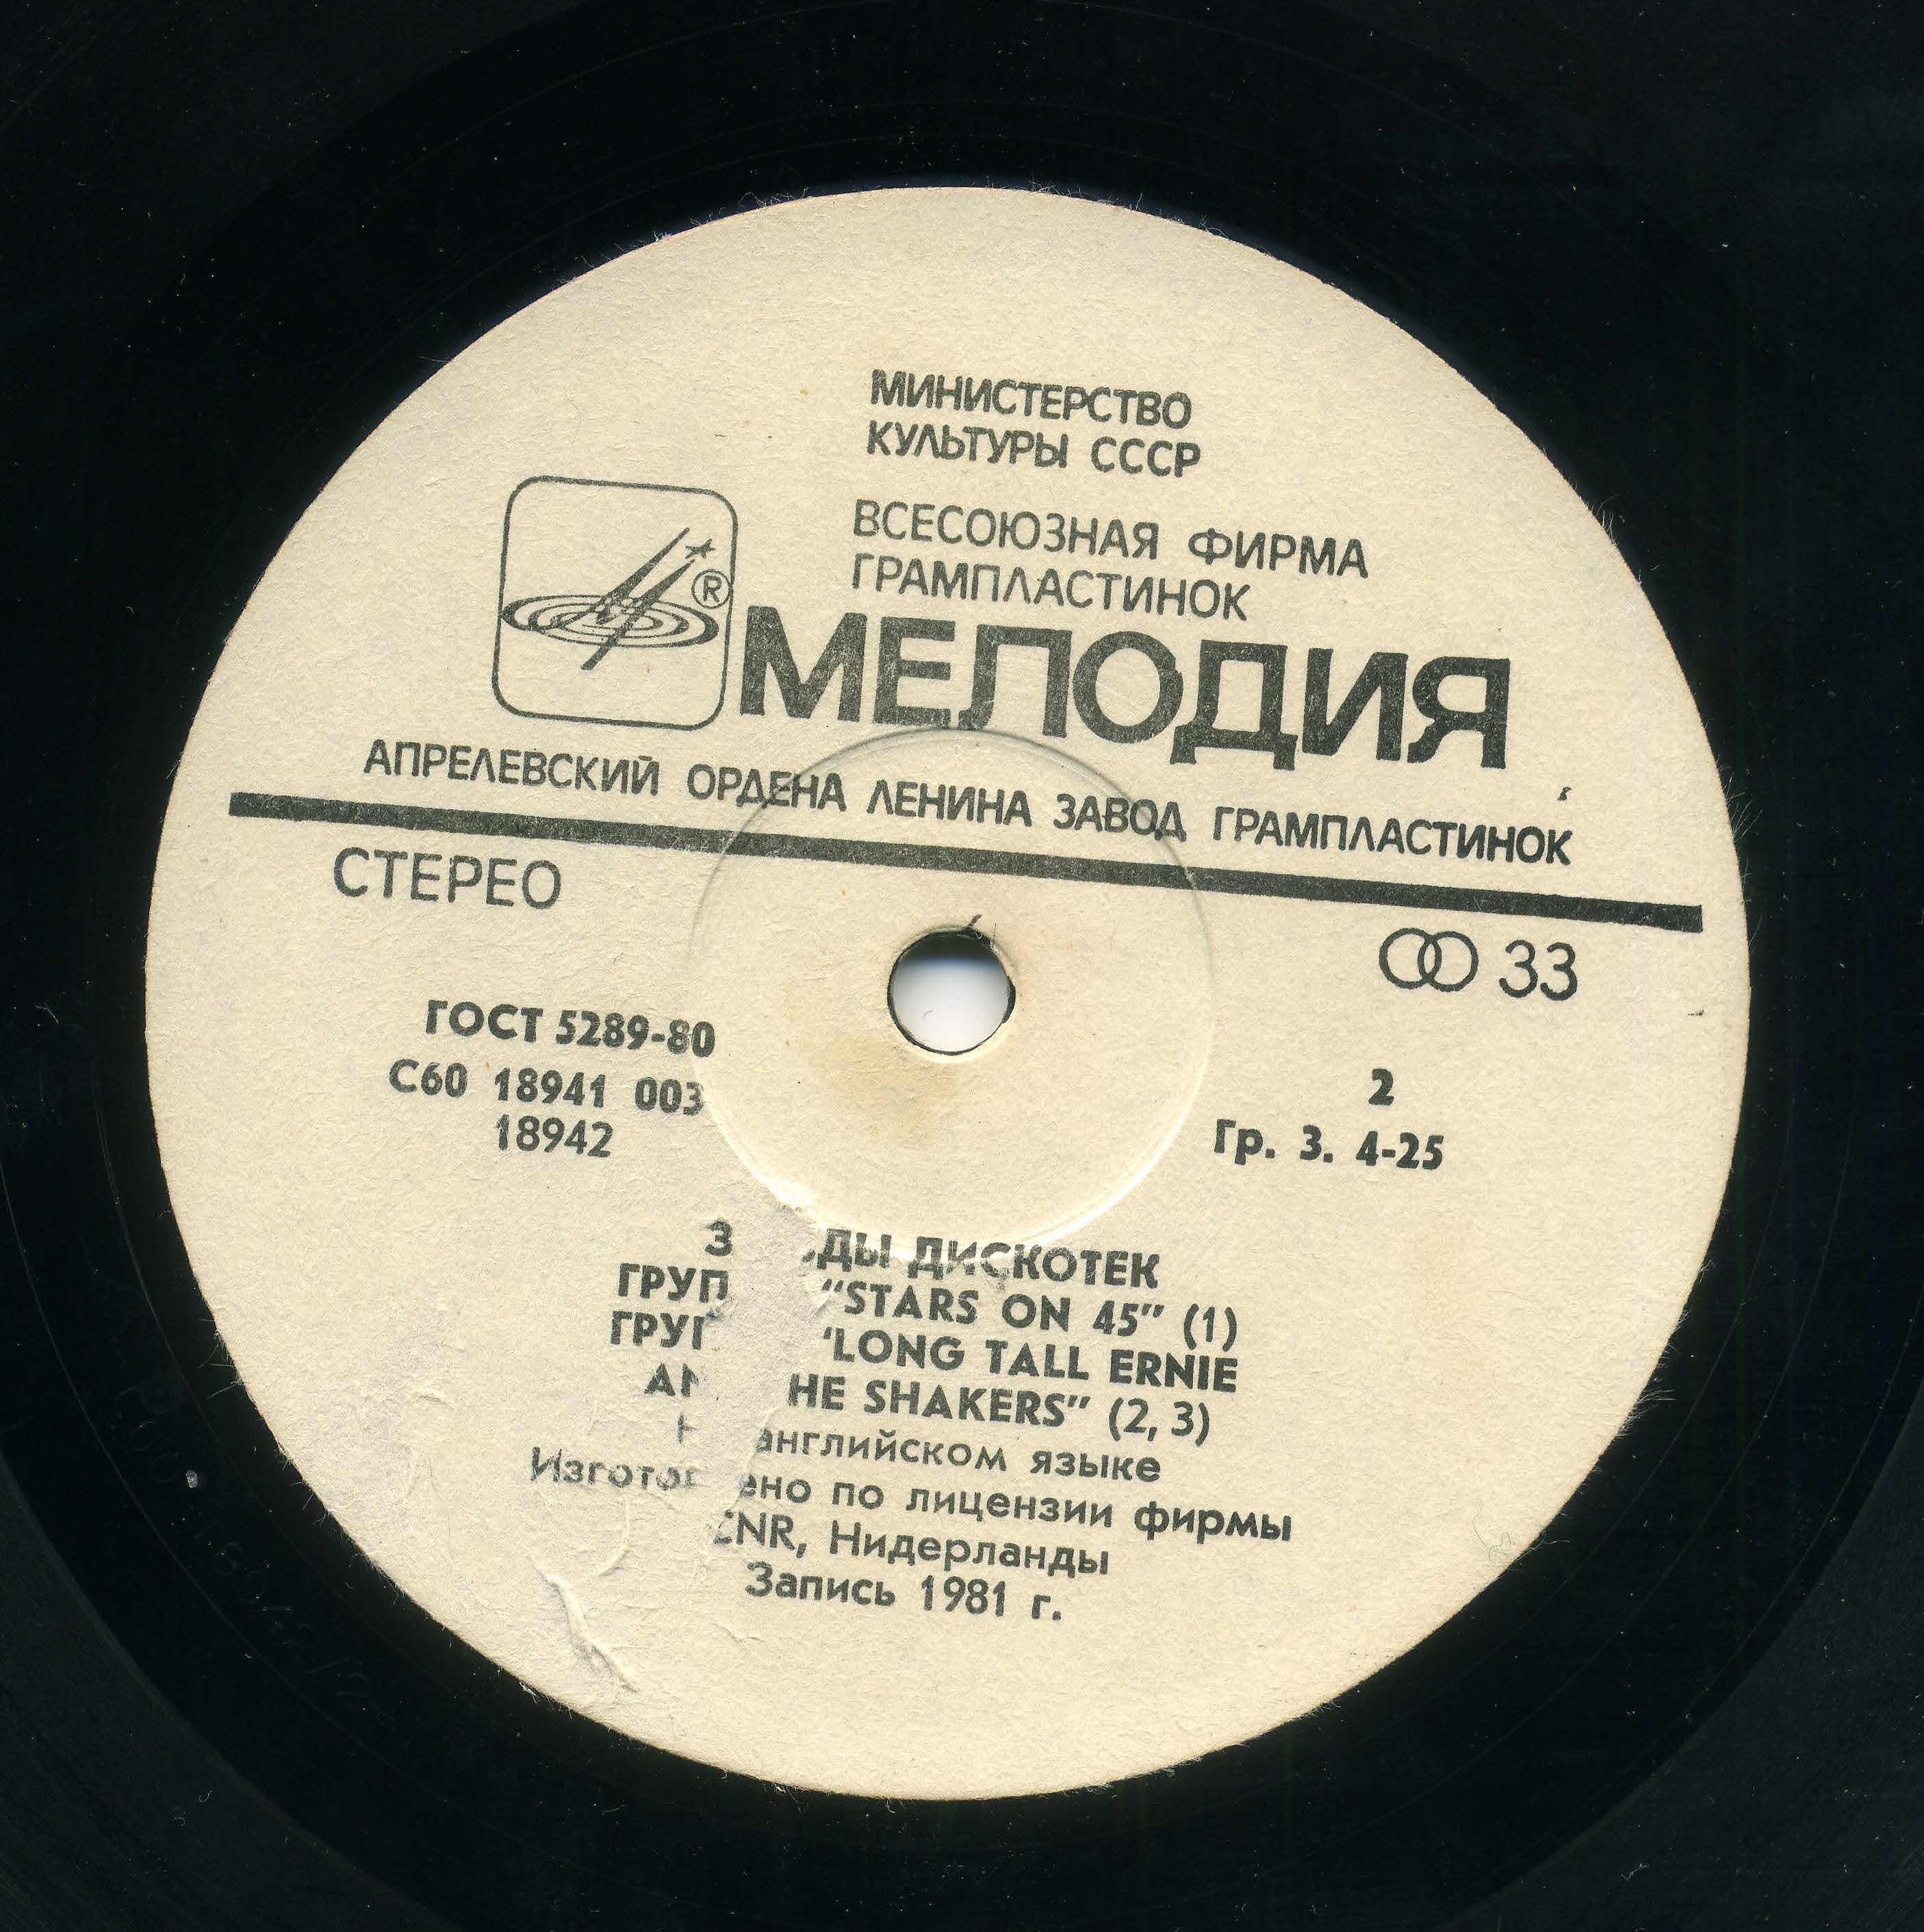 МИНИСТЕРСТВО
КУЛЬТУРЫ СССР
ВСЕСОЮЗНАЯ ФИРМА
ГРАМПЛАСТИНОК
®
МЕЛОДИЯ
АПРЕЛЕВСКИЙ ОРДЕНА ЛЕНИНА ЗАВОД ГРАМПЛАСТИНОК
СТЕРЕО
33
ГОСТ 5289-80
С60 18941 003
18942
2
Гр. 3. 4-25
ДИСКОТЕК
"STARS ON 45" (1)
"LONG TALL ERNIE
SHAKERS" (2, 3)
английском языке
по лицензии фирмы
CNR, Нидерланды
Запись 1981 г.